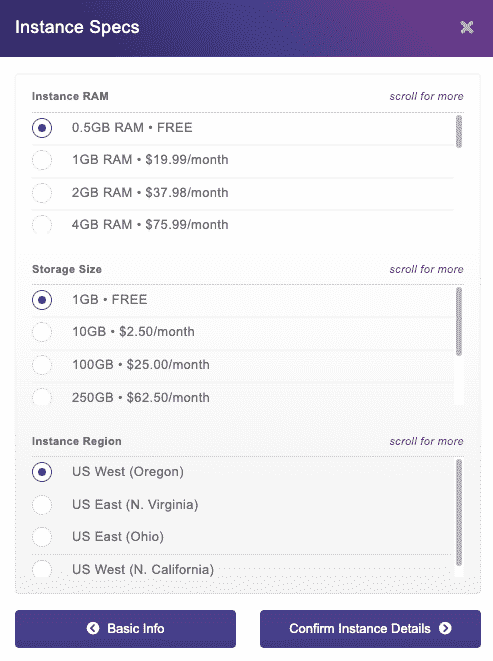 Instance Specs
Instance RAM
scroll for more
0.5GB RAM • FREE
1GB RAM • $19.99/month
2GB RAM • $37.98/month
4GB RAM • $75.99/month
Storage Size
scroll for more
1GB • FREE
10GB • $2.50/month
100GB • $25.00/month
250GB • $62.50/month
Instance Region
scroll for more
US West (Oregon)
US East (N. Virginia)
US East (Ohio)
US West (N. California)
Basic Info
Confirm Instance Details